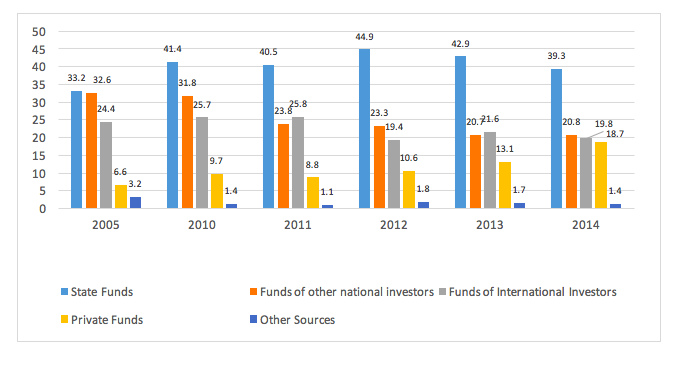 50
45
40
35
30
25
20
15
10
5
0
33.2 32.6 24.4 6.6 3.2
41.4 31.8 25.7 9.7 1.4
40.5 23.8 25.8 8.8 1.1
44.9 23.3 19.4 10.6 1.8
42.9 20.7 21.6 13.1 1.7
39.3 20.8 19.8 18.7 1.4
2005 2010 2011 2012 2013 2014
State Funds Funds of other national investors Funds of International Investors
Private Funds Other Sources